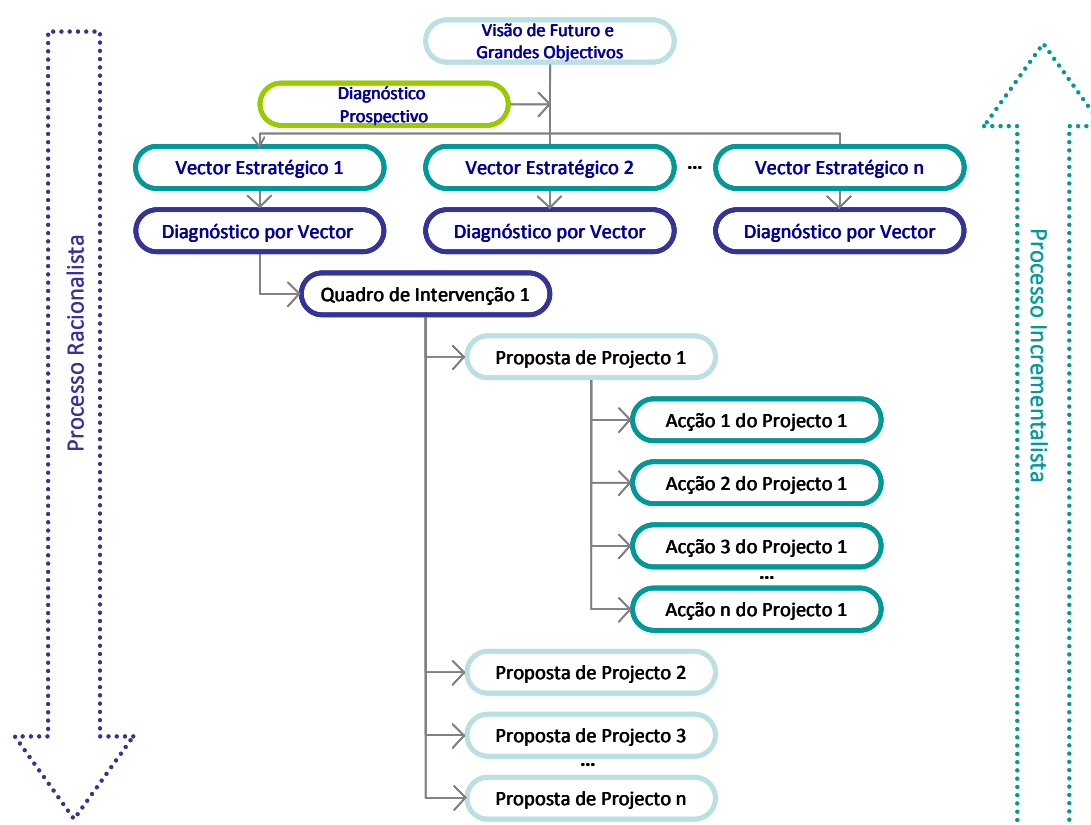 Visão de Futuro e
Grandes Objectivos
Diagnóstico
Prospectivo
Vector Estratégico 1
Vector Estratégico 2
...
Vector Estratégico n
Diagnóstico por Vector
Diagnóstico por Vector
Diagnóstico por Vector
Quadro de Intervenção 1
Proposta de Projecto 1
Acção 1 do Projecto 1
Acção 2 do Projecto 1
Acção 3 do Projecto 1
...
Acção n do Projecto 1
Proposta de Projecto 2
Proposta de Projecto 3
...
Proposta de Projecto n
Processo Racionalista
Processo Incrementalista